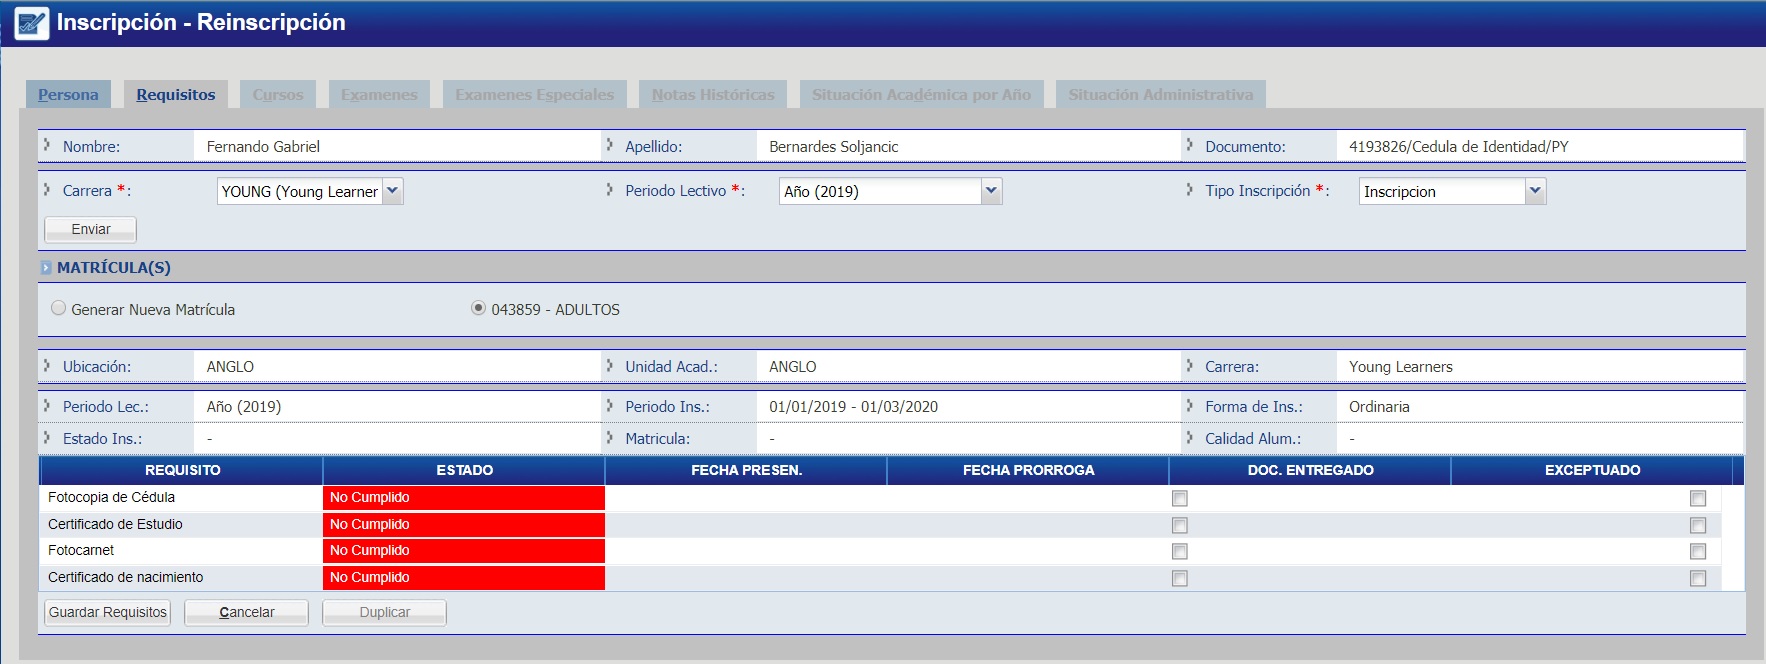 Inscripción - Reinscripción
Persona Requisitos Cursos Examenes Examenes Especiales Notas Históricas Situación Académica por Año Situación Administrativa
Nombre: Fernando Gabriel Apellido: Bernardes Soljancic Documento: 4193826/Cedula de Identidad/PY
Carrera *: YOUNG (Young Learner Periodo Lectivo *: Año (2019) Tipo Inscripción *: Inscripcion
Enviar
MATRÍCULA(S)
Generar Nueva Matrícula 043859 - ADULTOS
Ubicación: ANGLO Unidad Acad.: ANGLO Carrera: Young Learners
Periodo Lec.: Año (2019) Periodo Ins.: 01/01/2019 - 01/03/2020 Forma de Ins.: Ordinaria
Estado Ins.: - Matricula: - Calidad Alum.: -
REQUISITO ESTADO FECHA PRESEN. FECHA PRORROGA DOC. ENTREGADO EXCEPTUADO
Fotocopia de Cédula No Cumplido
Certificado de Estudio No Cumplido
Fotocarnet No Cumplido
Certificado de nacimiento No Cumplido
Guardar Requisitos Cancelar Duplicar